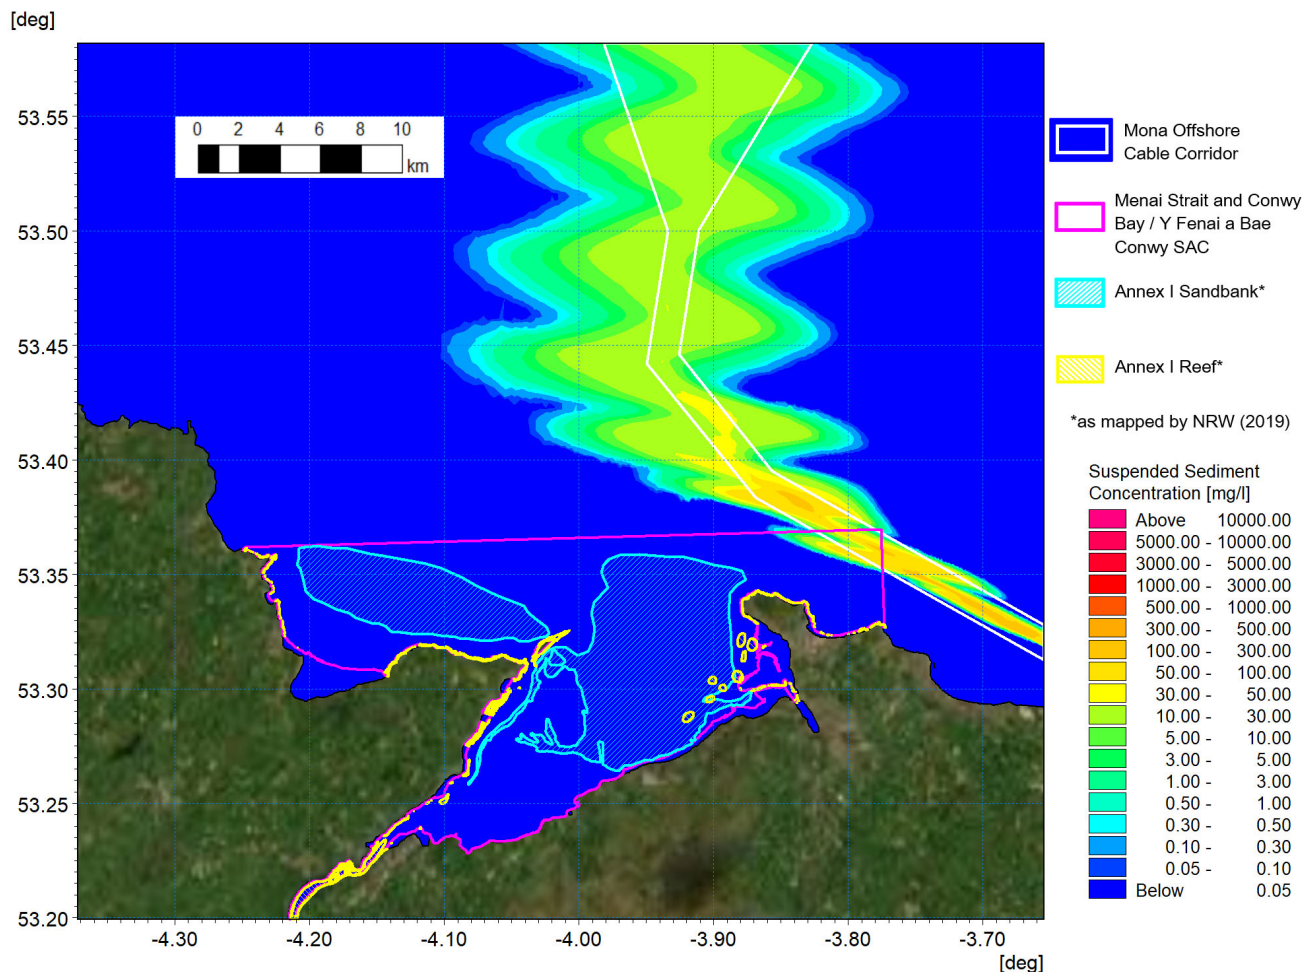 [deg]
53.55
53.50
53.45
53.40
53.35
53.30
53.25
53.20
-4.30
-4.20
-4.10
-4.00
-3.90
-3.80
-3.70
[deg]
0 2 4 6 8 10
km
Mona Offshore
Cable Corridor
Menai Strait and Conwy
Bay / Y Fenai a Bae
Conwy SAC
Annex I Sandbank*
Annex I Reef*
*as mapped by NRW (2019)
Suspended Sediment
Concentration [mg/l]
Above 10000.00
5000.00 - 10000.00
3000.00 - 5000.00
1000.00 - 3000.00
500.00 - 1000.00
300.00 - 500.00
100.00 - 300.00
50.00 - 100.00
30.00 - 50.00
10.00 - 30.00
5.00 - 10.00
3.00 - 5.00
1.00 - 3.00
0.50 - 1.00
0.30 - 0.50
0.10 - 0.30
0.05 - 0.10
Below 0.05